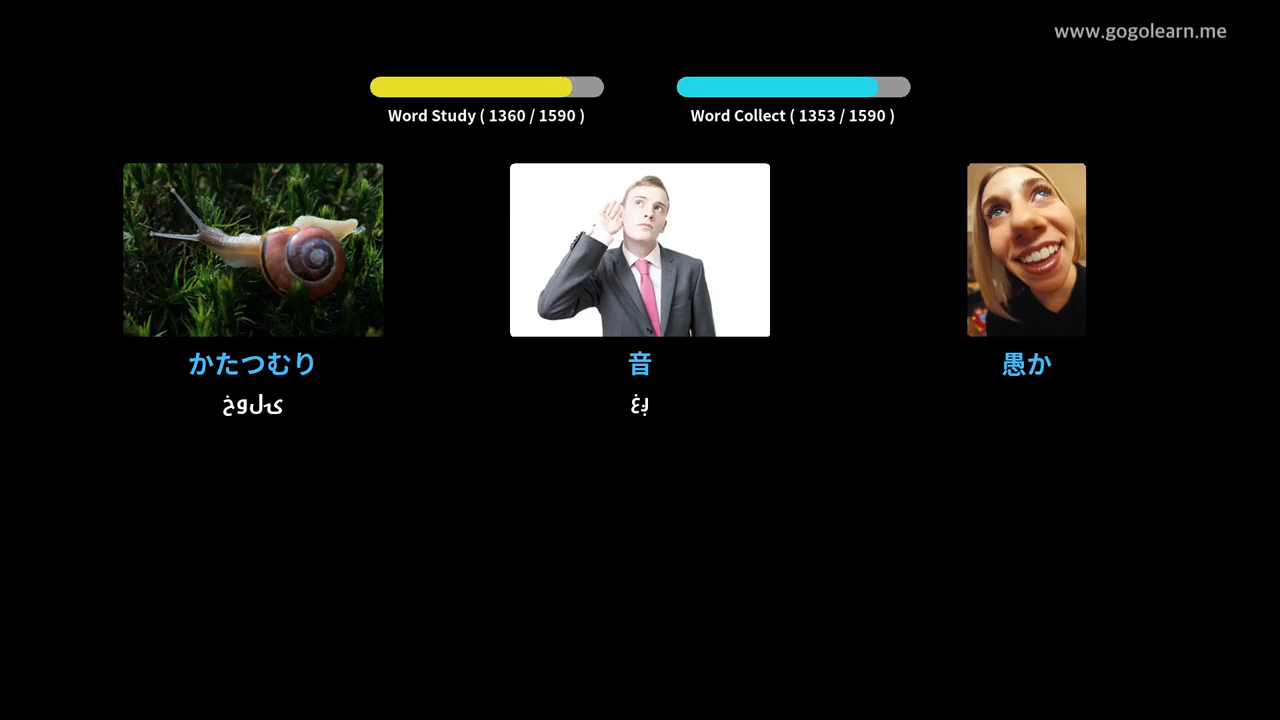 www.gogolearn.me
Word Study ( 1360 / 1590 )
Word Collect ( 1353 / 1590 )
かたつむり
音
愚か